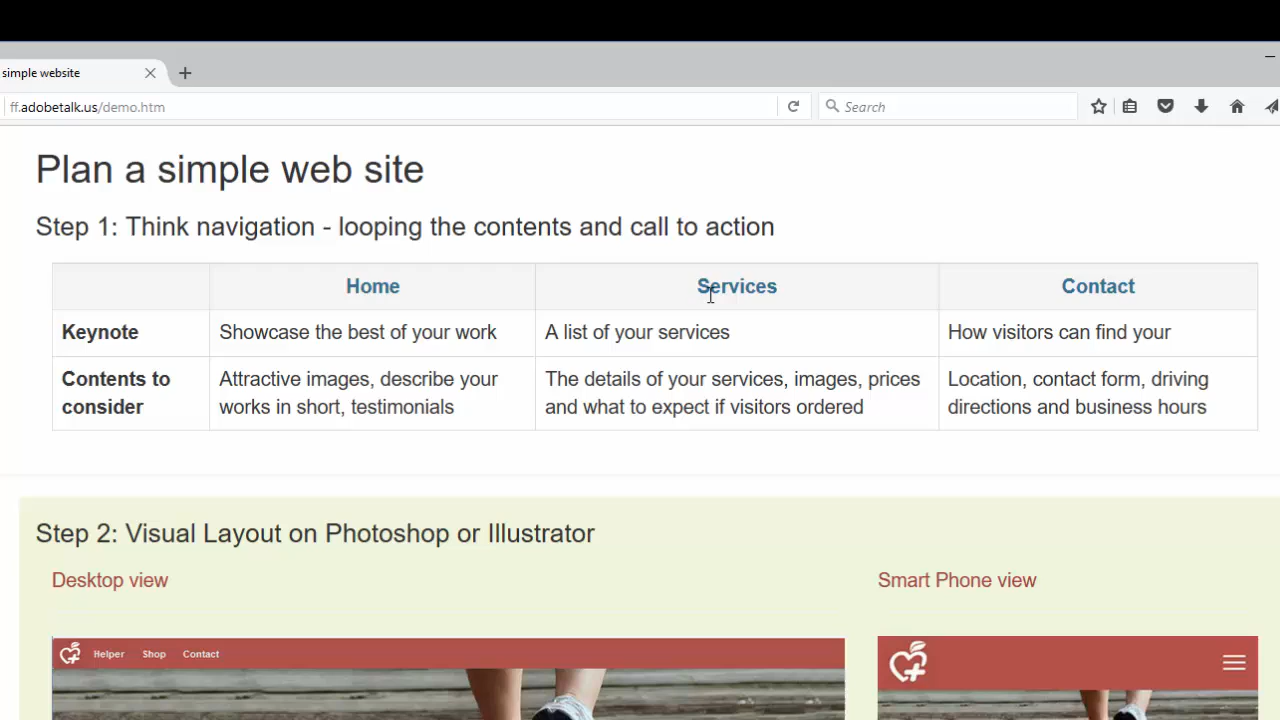 simple website
ff.adobetalk.us/demo.htm
Search
Plan a simple web site
Step 1: Think navigation - looping the contents and call to action
Home Services Contact
Keynote Showcase the best of your work A list of your services How visitors can find your
Contents to consider Attractive images, describe your works in short, testimonials The details of your services, images, prices and what to expect if visitors ordered Location, contact form, driving directions and business hours
Step 2: Visual Layout on Photoshop or Illustrator
Desktop view Smart Phone view
Helper Shop Contact